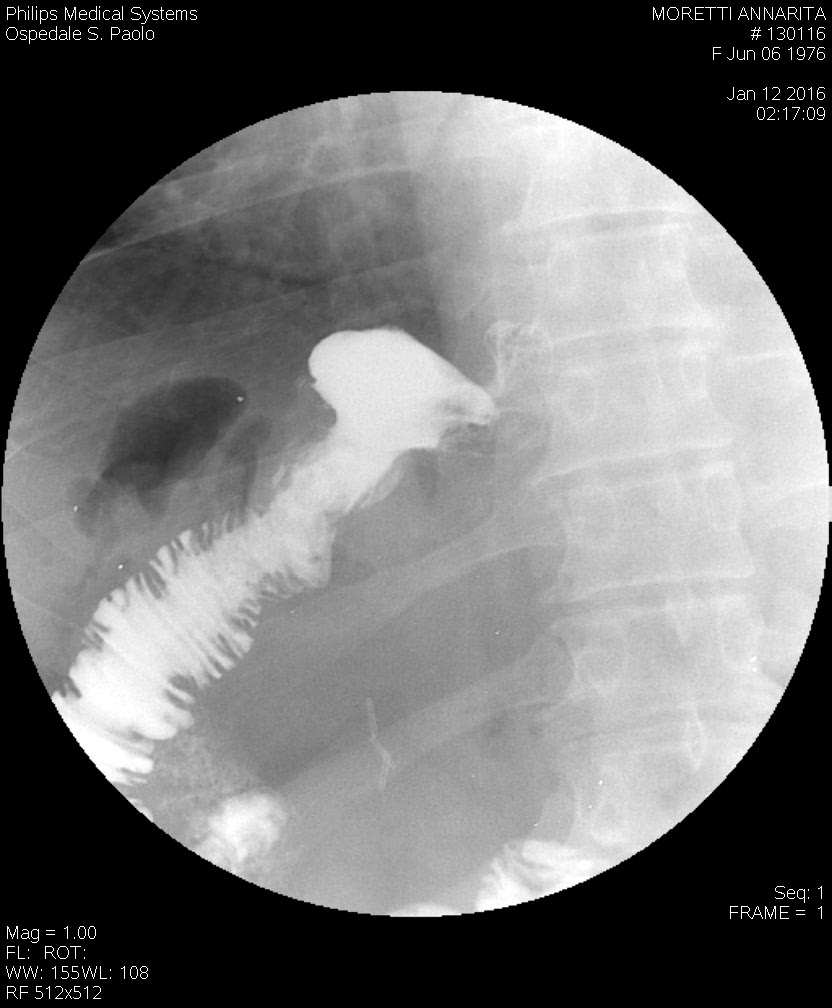 Philips Medical Systems
Ospedale S. Paolo
MORETTI ANNARITA
# 130116
F Jun 06 1976
Jan 12 2016
02:17:09
Seq: 1
FRAME = 1
Mag = 1.00
FL: ROT:
WW: 155WL: 108
RF 512x512